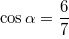 cos α = 6/7